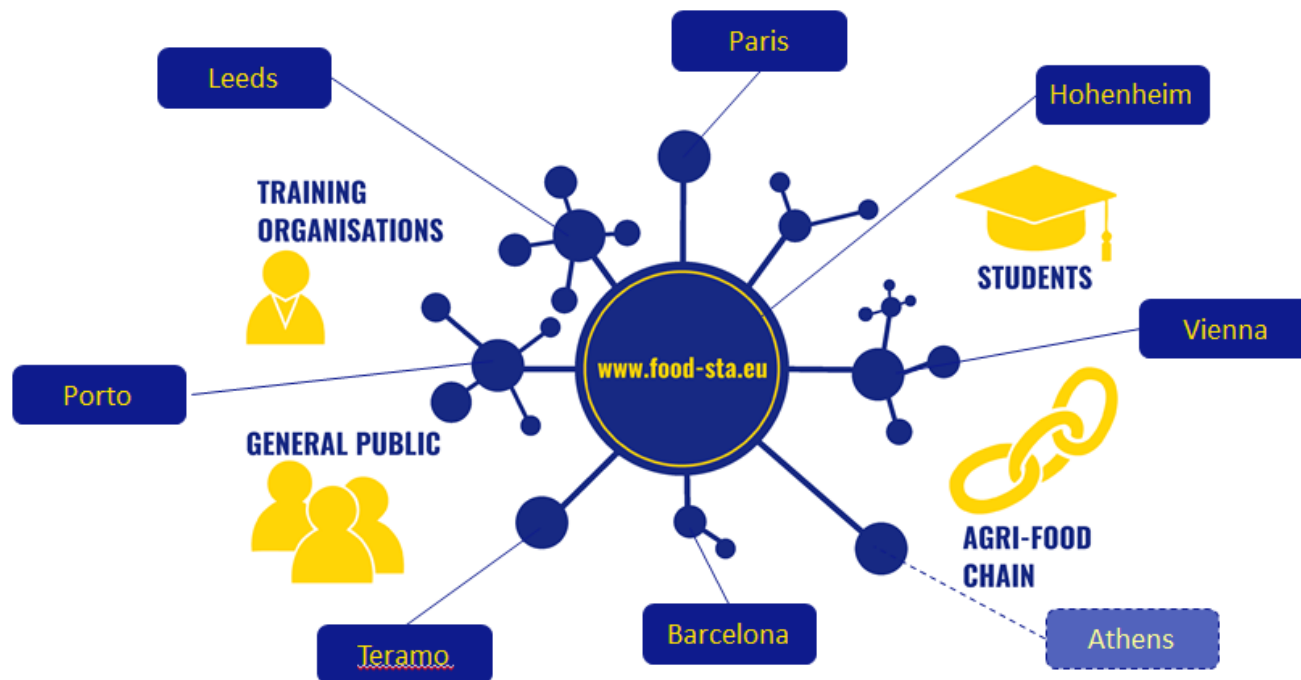 Paris
Leeds
Hohenheim
TRAINING
ORGANISATIONS
STUDENTS
Vienna
www.food-sta.eu
Porto
GENERAL PUBLIC
AGRI-FOOD
CHAIN
Barcelona
Teramo
Athens